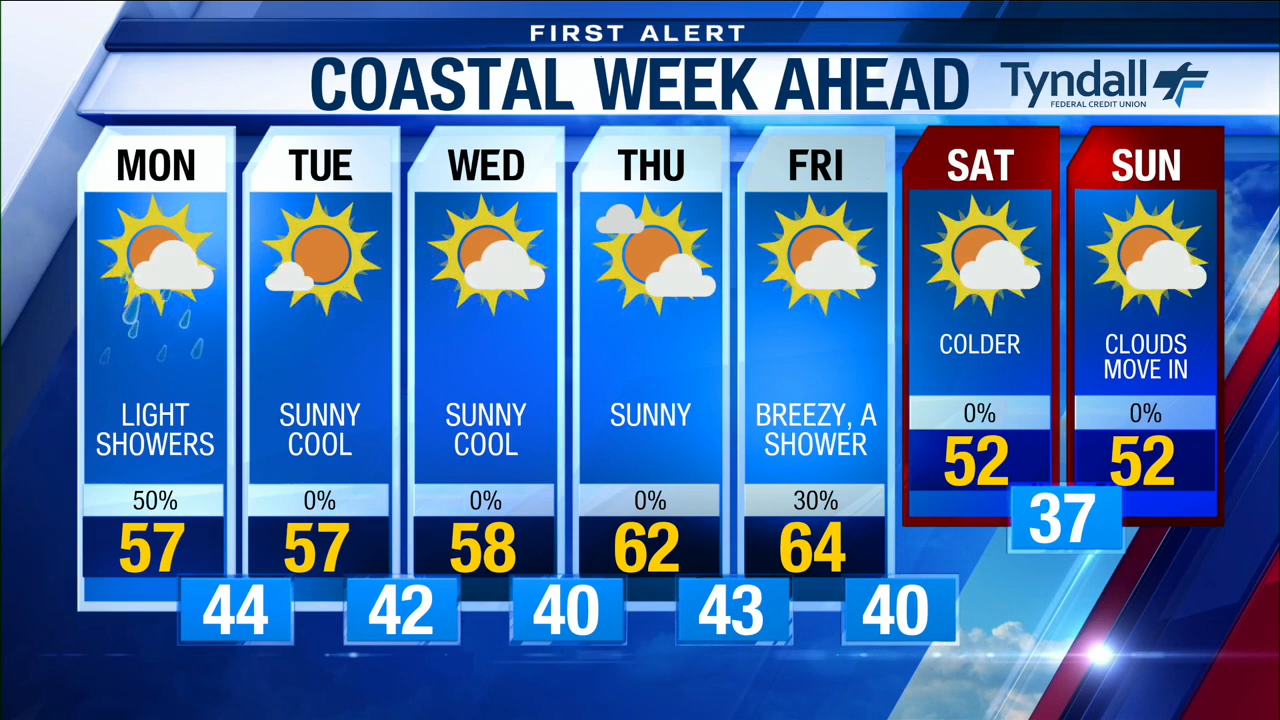 FIRST ALERT
COASTAL WEEK AHEAD
Tyndall
FEDERAL CREDIT UNION
MON
LIGHT
SHOWERS
50%
57
44
TUE
SUNNY
COOL
0%
57
42
WED
SUNNY
COOL
0%
58
40
THU
SUNNY
0%
62
43
FRI
BREEZY, A
SHOWER
30%
64
40
SAT
COLDER
0%
52
37
SUN
CLOUDS
MOVE IN
0%
52